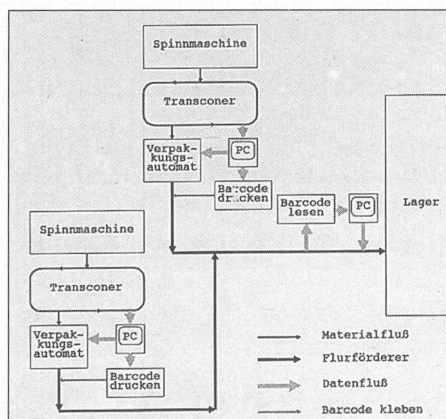 Spinnmaschine
Transconer
Verpak-
kungs-
automat
PC
Barcode
drucken
Barcode
lesen
PC
Lager
Spinnmaschine
Transconer
Verpak-
kungs-
automat
PC
Barcode
drucken
Materialfluß
Flurförderer
Datenfluß
Barcode kleben